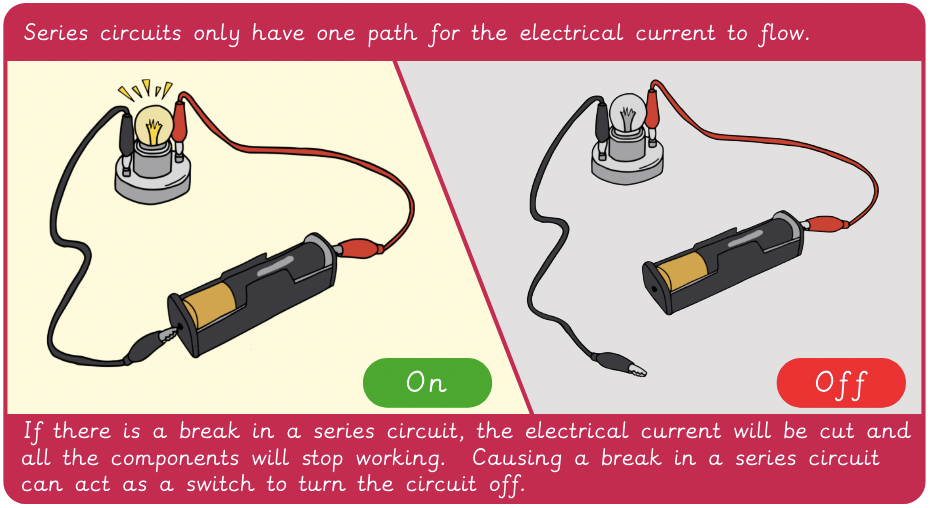 Series circuits only have one path for the electrical current to flow.
On
Off
If there is a break in a series circuit, the electrical current will be cut and
all the components will stop working. Causing a break in a series circuit
can act as a switch to turn the circuit off.